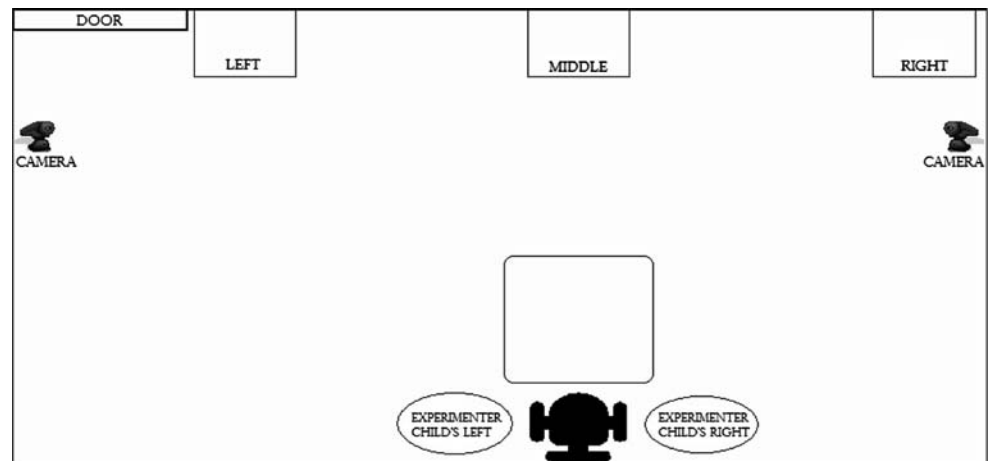 DOOR
LEFT
MIDDLE
RIGHT
CAMERA
CAMERA
EXPERIMENTER
CHILD'S LEFT
EXPERIMENTER
CHILD'S RIGHT